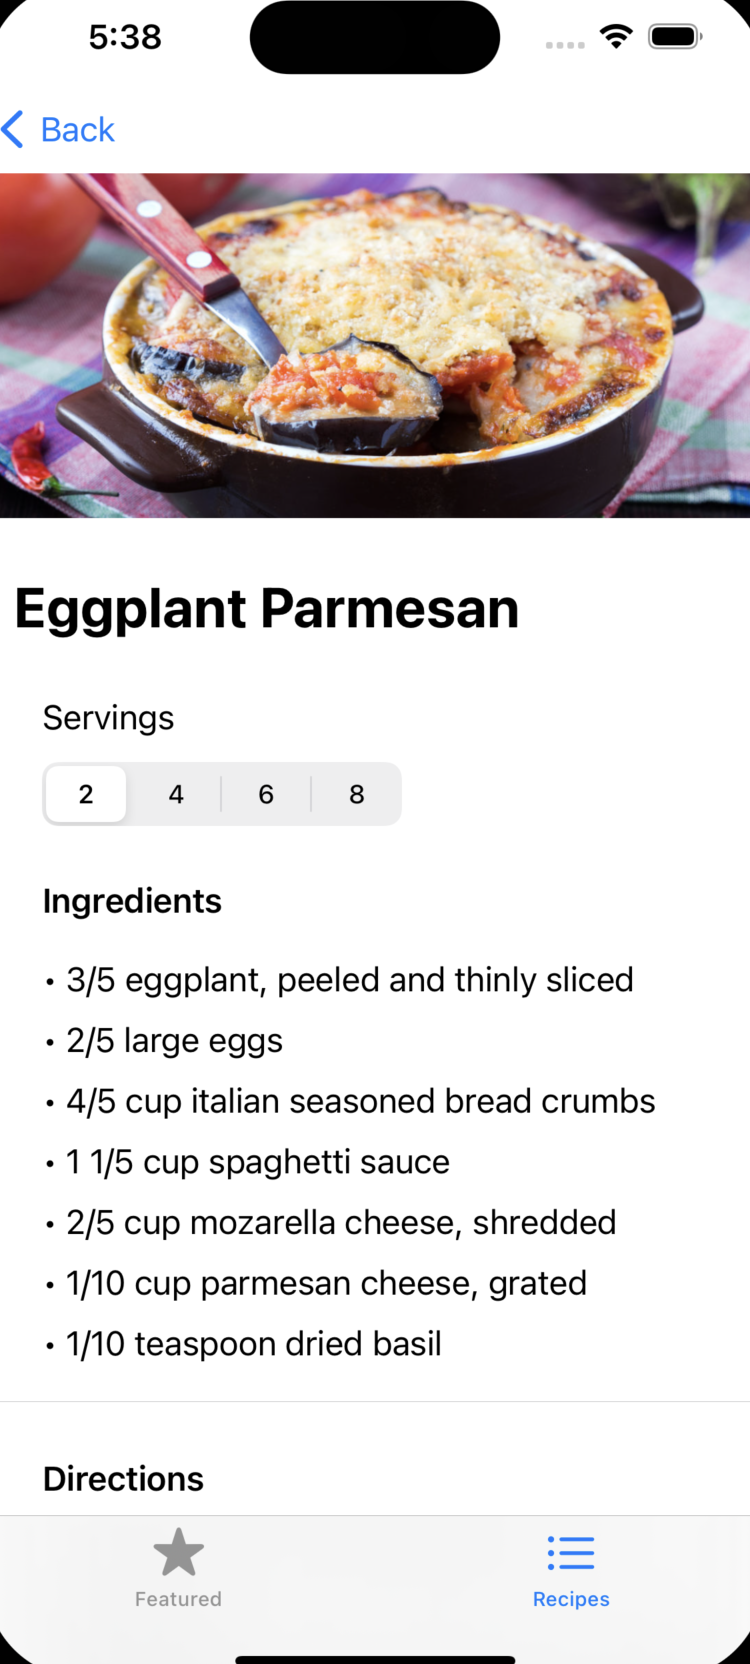 5:38
Back
Eggplant Parmesan
Servings
2 4 6 8
Ingredients
• 3/5 eggplant, peeled and thinly sliced
• 2/5 large eggs
• 4/5 cup italian seasoned bread crumbs
• 1 1/5 cup spaghetti sauce
• 2/5 cup mozarella cheese, shredded
• 1/10 cup parmesan cheese, grated
• 1/10 teaspoon dried basil
Directions
Featured Recipes